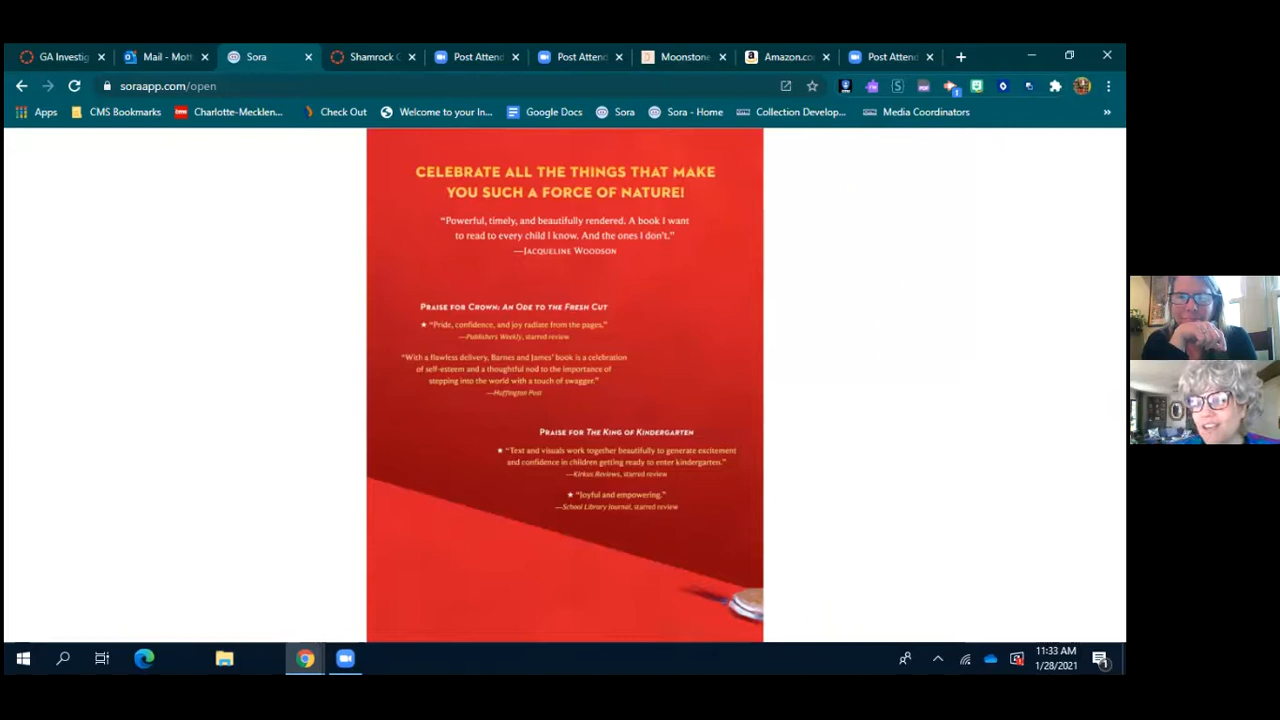 GA Investig
Mail - Mott
Sora
Shamrock C
Post Attend
Post Attend
Moonstone
Amazon.co
Post Attend
soraapp.com/open
Apps
CMS Bookmarks
Charlotte-Mecklen...
Check Out
Welcome to your In...
Google Docs
Sora
Sora - Home
Collection Develop...
Media Coordinators
CELEBRATE ALL THE THINGS THAT MAKE
YOU SUCH A FORCE OF NATURE!
“Powerful, timely, and beautifully rendered. A book I want
to read to every child I know. And the ones I don’t.”
—JACQUELINE WOODSON
PRAISE FOR CROWN: AN ODE TO THE FRESH CUT
★ “Pride, confidence, and joy radiate from the pages.”
—Publishers Weekly, starred review
“With a flawless delivery, Barnes and James’ book is a celebration
of self-esteem and a thoughtful nod to the importance of
stepping into the world with a touch of swagger.”
—Huffington Post
PRAISE FOR THE KING OF KINDERGARTEN
★ “Text and visuals work together beautifully to generate excitement
and confidence in children getting ready to enter kindergarten.”
—Kirkus Reviews, starred review
★ “Joyful and empowering.”
—School Library Journal, starred review
11:33 AM
1/28/2021